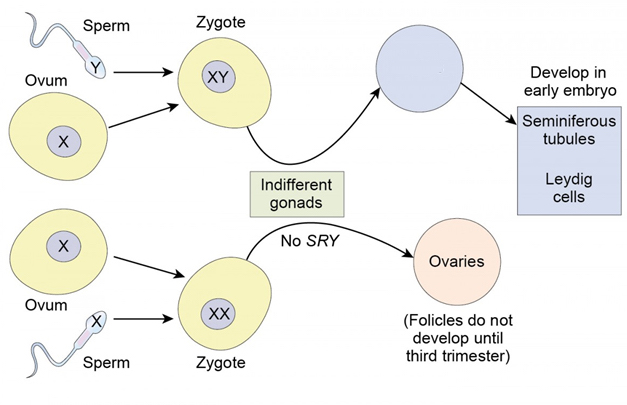 Sperm
Zygote
Y
XY
Ovum
X
Develop in
early embryo
Seminiferous
tubules
Leydig
cells
Indifferent
gonads
No SRY
X
Ovum
Ovaries
X
XX
Sperm
Zygote
(Folicles do not
develop until
third trimester)